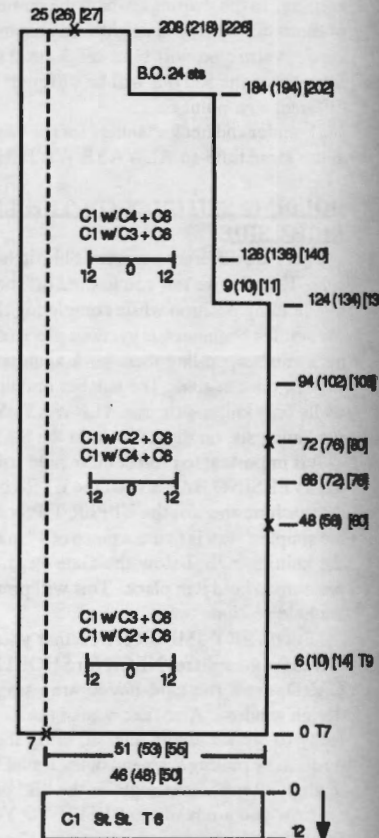 25 (26) [27]
208 (218) [226]
B.O. 24 sts
184 (194) [202]
C1 w/ C4 + C6
C1 w/ C3 + C6
12 0 12
126 (136) [140]
9 (10) [11]
124 (134) [13
94 (102) [108]
C1 w/ C2 + C6
C1 w/ C4 + C6
12 0 12
72 (76) [80]
66 (72) [76]
48 (56) [60]
C1 w/ C3 + C6
C1 w/ C2 + C6
12 0 12
6 (10) [14] T9
0 T7
7
51 (53) [55]
46 (48) [50]
0
C1 St. St. T6
12